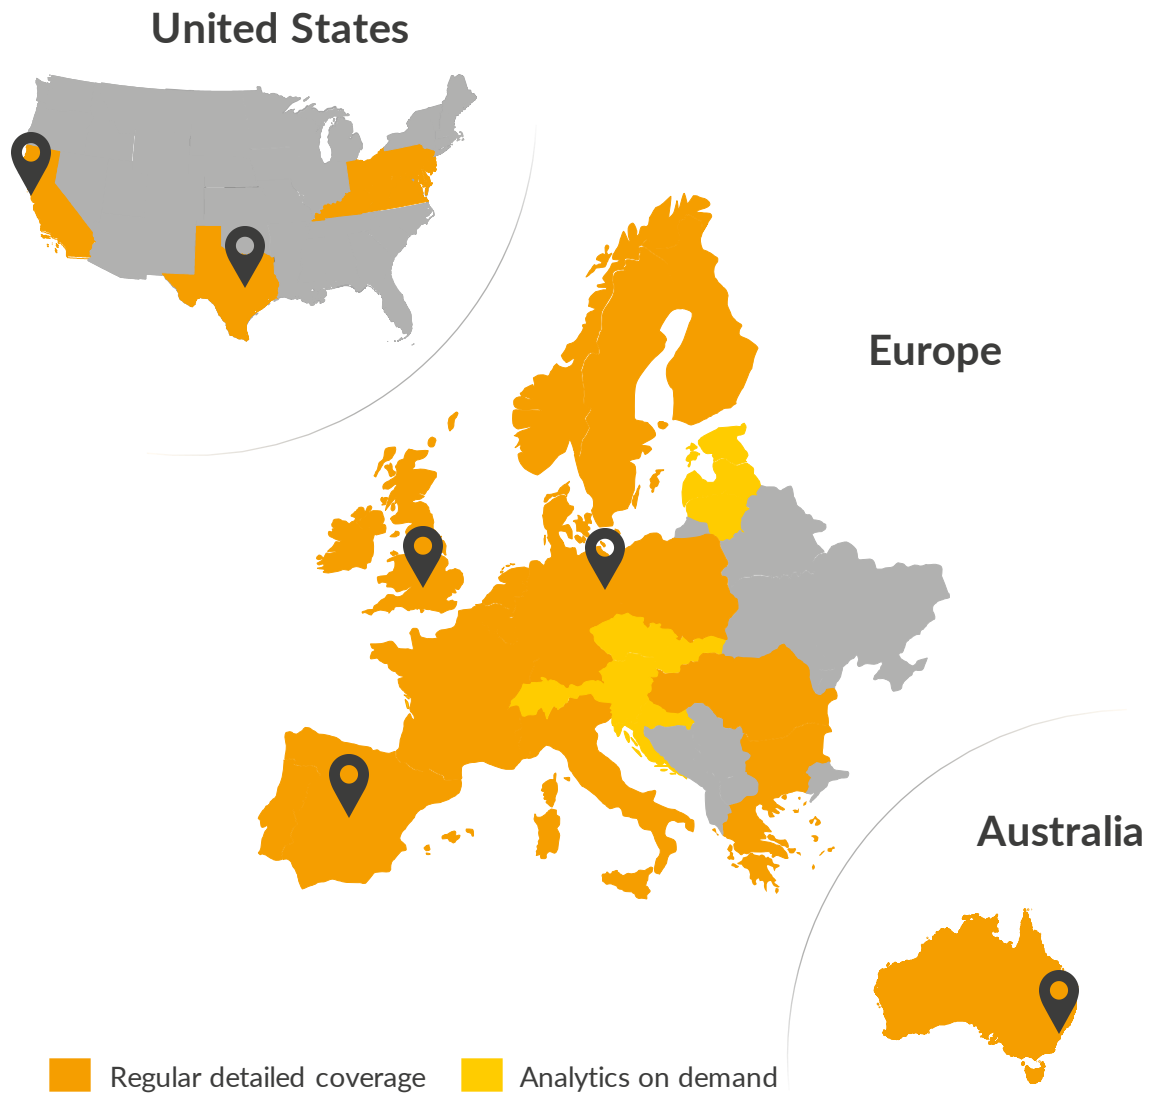 United States
Europe
Australia
Regular detailed coverage
Analytics on demand